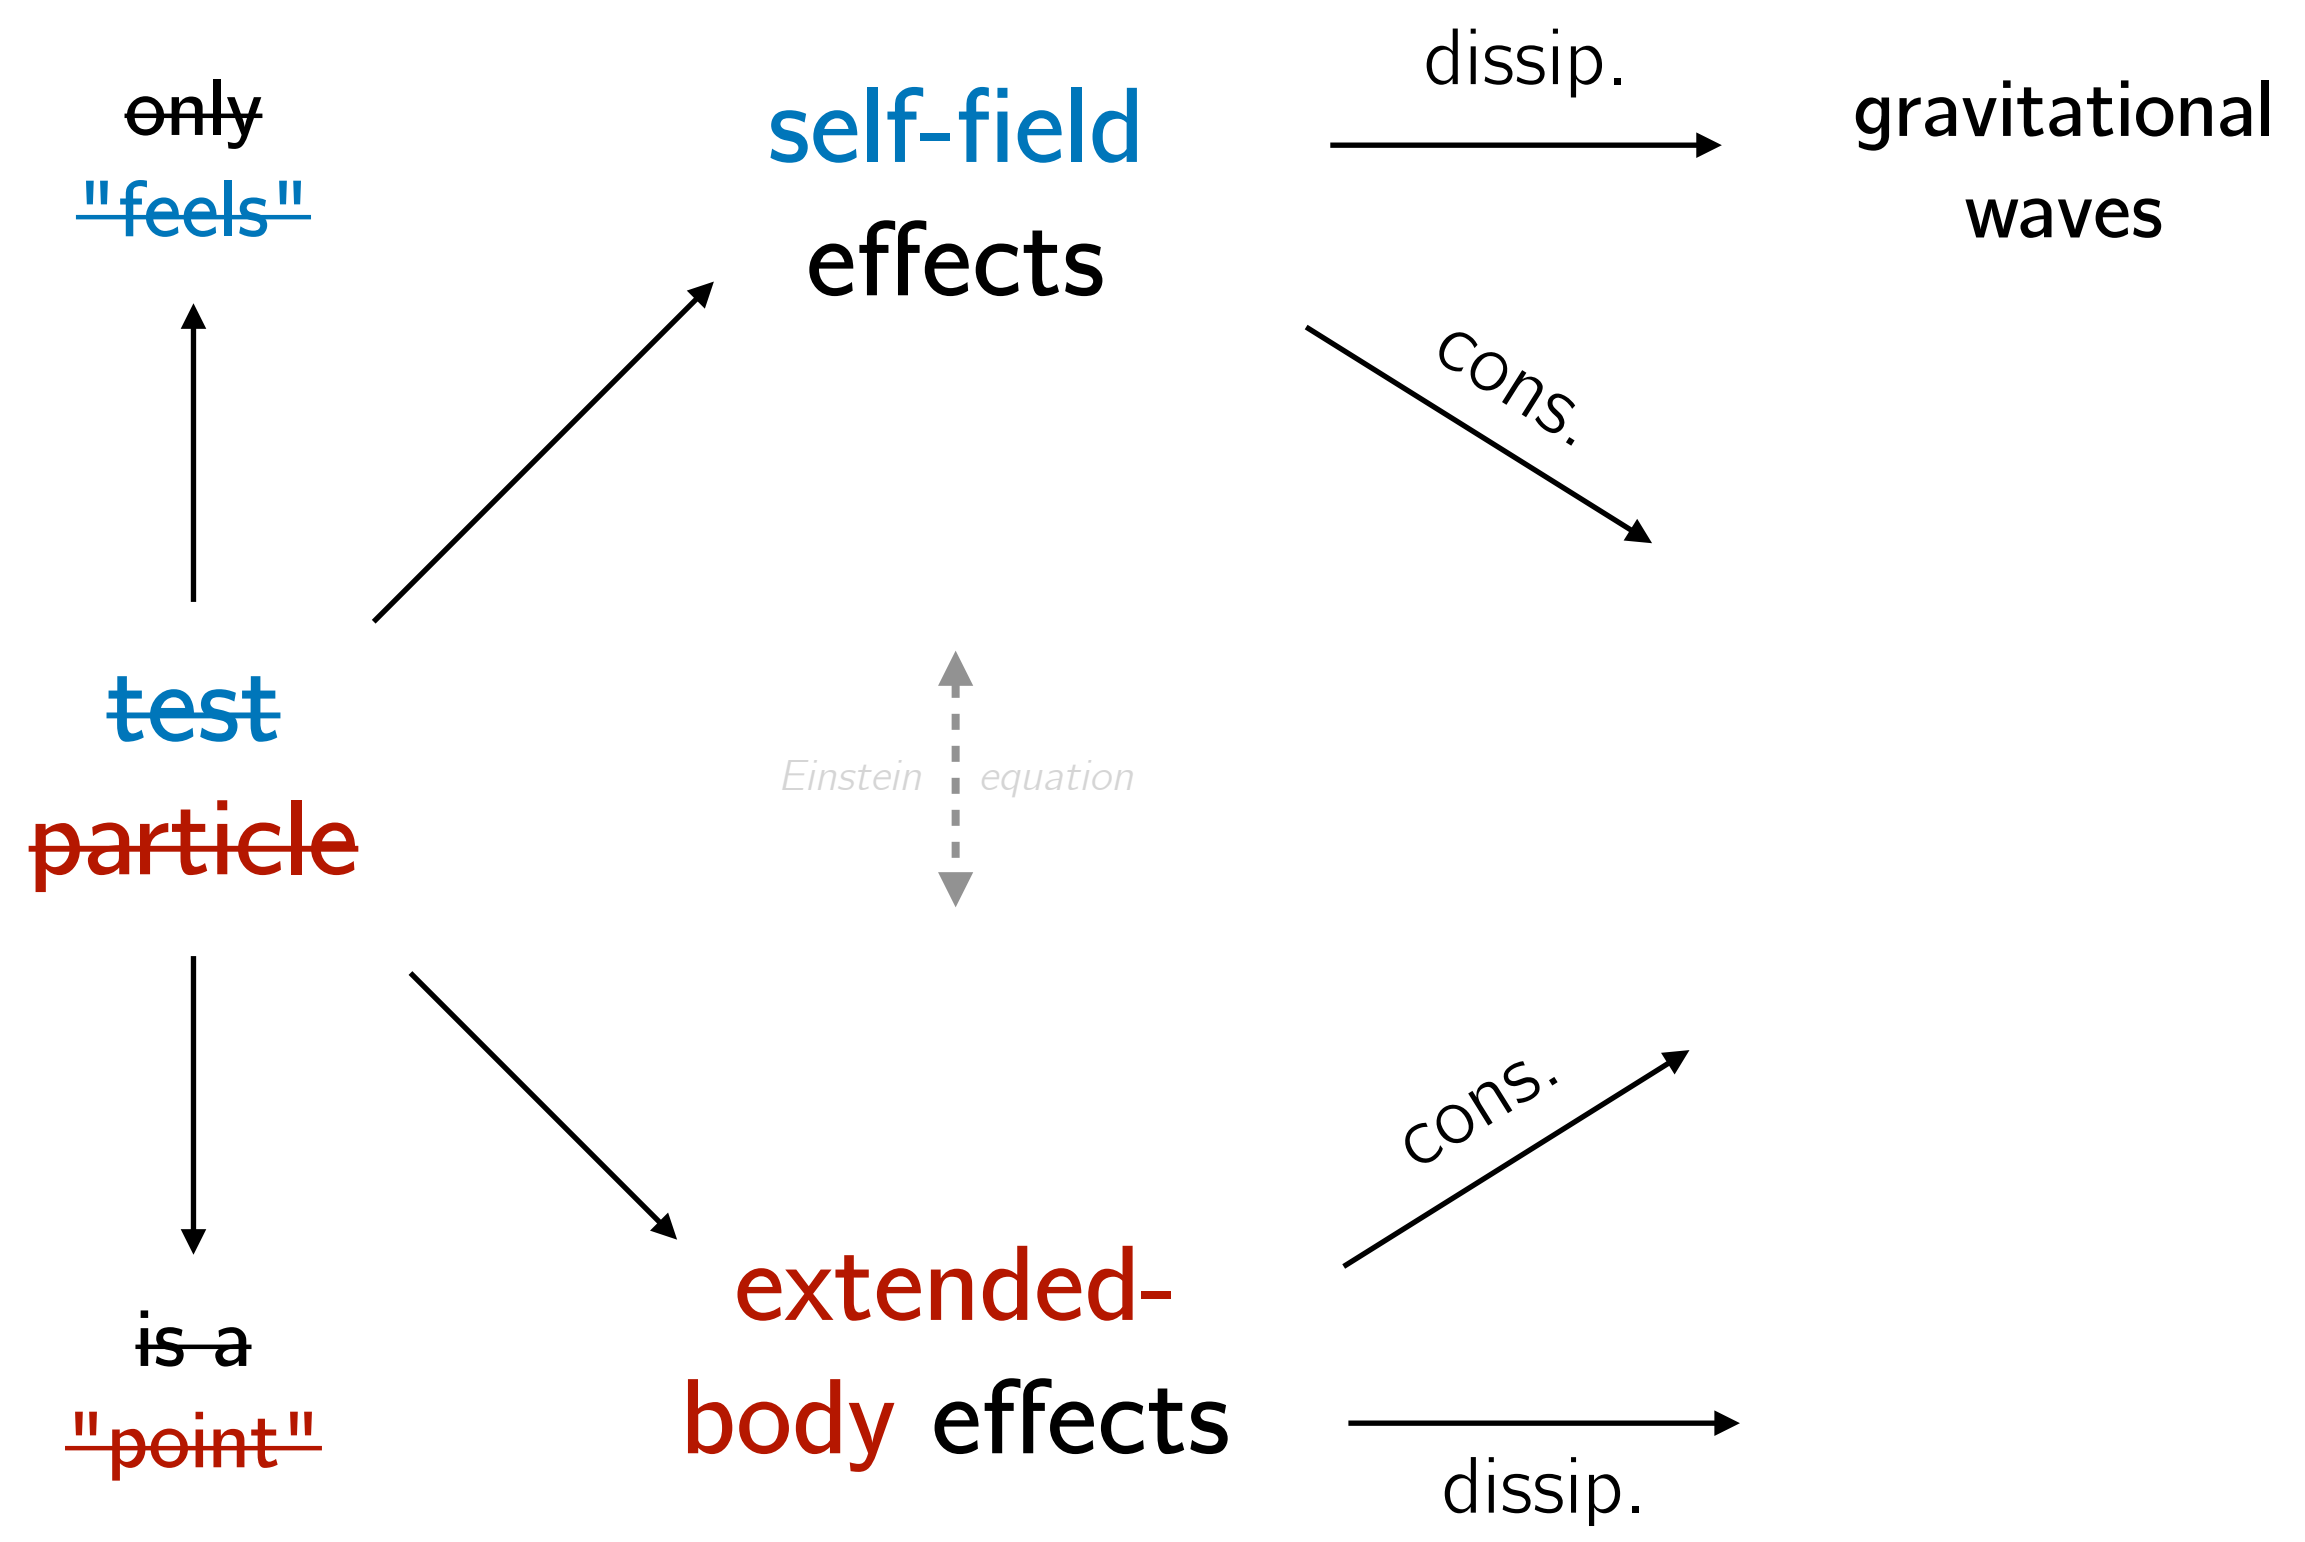 only
"feels"
test
particle
is a
"point"
self-field
effects
Einstein equation
extended-
body effects
dissip.
cons.
cons.
dissip.
gravitational
waves